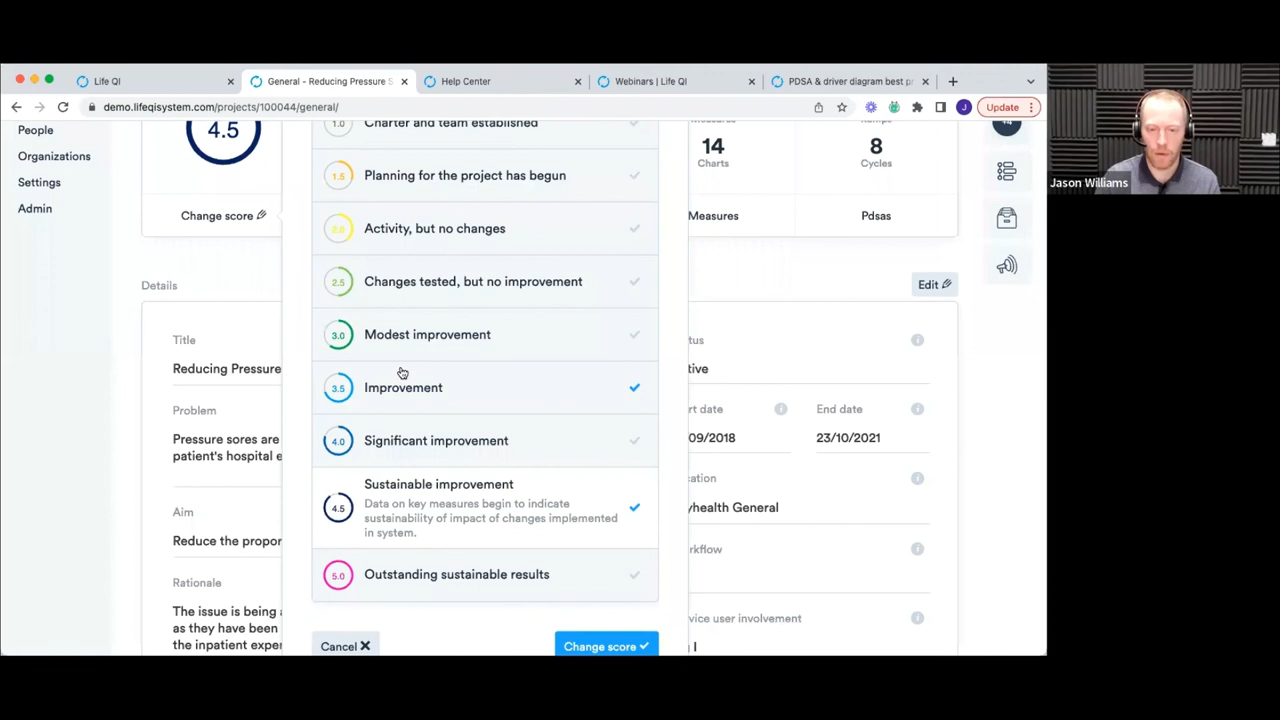 Life QI
General - Reducing Pressure S
Help Center
Webinars | Life QI
PDSA & driver diagram best p
demo.lifeqisystem.com/projects/100044/general/
J
Update
People
Organizations
Settings
Admin
4.5
Change score
1.0 Charter and team established
1.5 Planning for the project has begun
2.0 Activity, but no changes
2.5 Changes tested, but no improvement
3.0 Modest improvement
3.5 Improvement
4.0 Significant improvement
Sustainable improvement
4.5 Data on key measures begin to indicate
sustainability of impact of changes implemented
in system.
5.0 Outstanding sustainable results
Cancel
Change score
14
Charts
Measures
8
Cycles
Pdsas
Details
Edit
Title
Reducing Pressure
Problem
Pressure sores are
patient's hospital e
Aim
Reduce the propor
Rationale
The issue is being
as they have been
the inpatient exper
tus
tive
rt date
09/2018
End date
23/10/2021
cation
yhealth General
rkflow
vice user involvement
Jason Williams